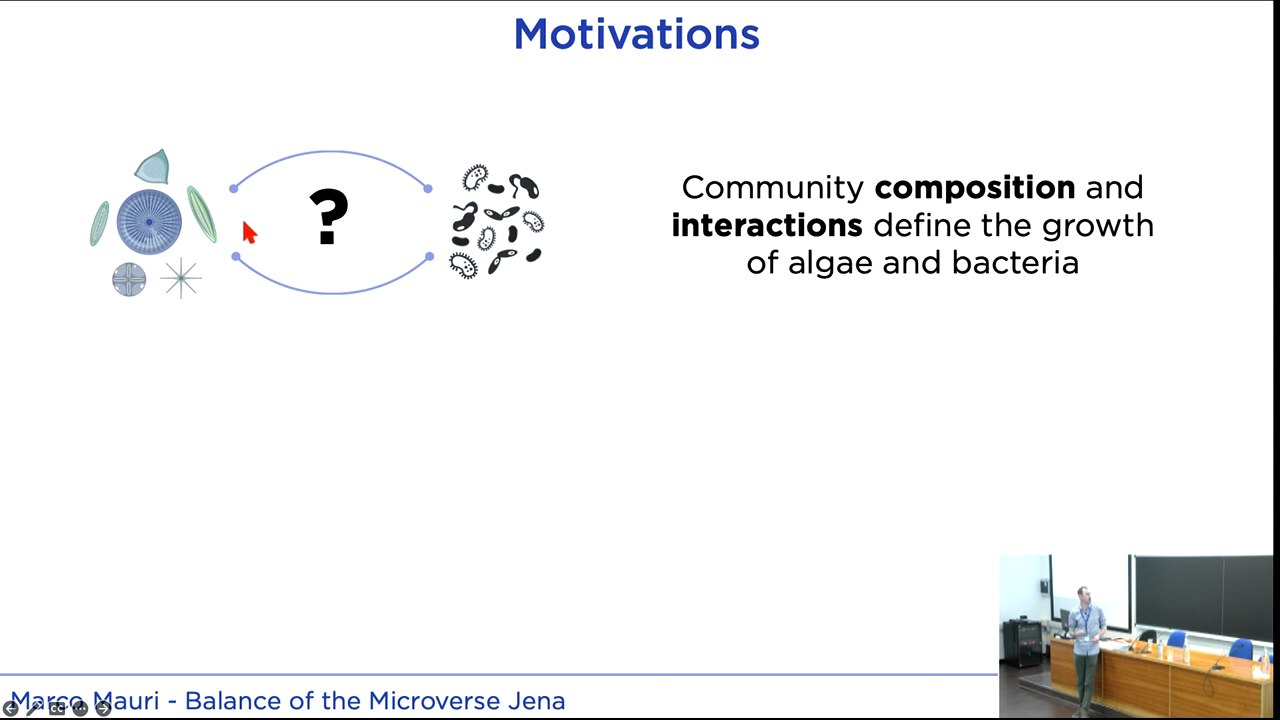 Motivations
?
Community composition and
interactions define the growth
of algae and bacteria
Marco Mauri - Balance of the Microverse Jena